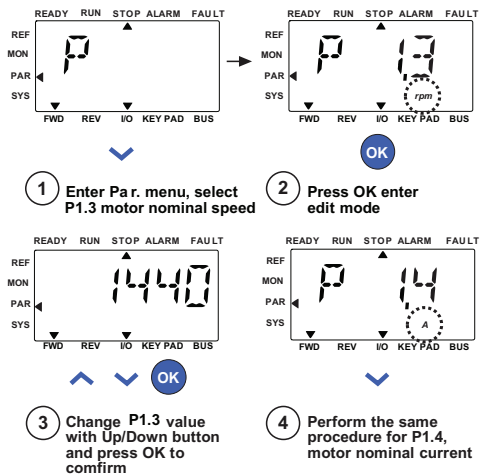 READY RUN STOP ALARM FAULT
REF
MON
PAR
SYS
P
FWD REV I/O KEYPAD BUS
1 Enter Par. menu, select
P1.3 motor nominal speed
READY RUN STOP ALARM FAULT
REF
MON
PAR
SYS
P 1,3
rpm
FWD REV I/O KEYPAD BUS
OK
2 Press OK enter
edit mode
READY RUN STOP ALARM FAULT
REF
MON
PAR
SYS
1440
FWD REV I/O KEYPAD BUS
OK
3 Change P1.3 value
with Up/Down button
and press OK to
comfirm
READY RUN STOP ALARM FAULT
REF
MON
PAR
SYS
P 1,4
A
FWD REV I/O KEYPAD BUS
4 Perform the same
procedure for P1.4,
motor nominal current